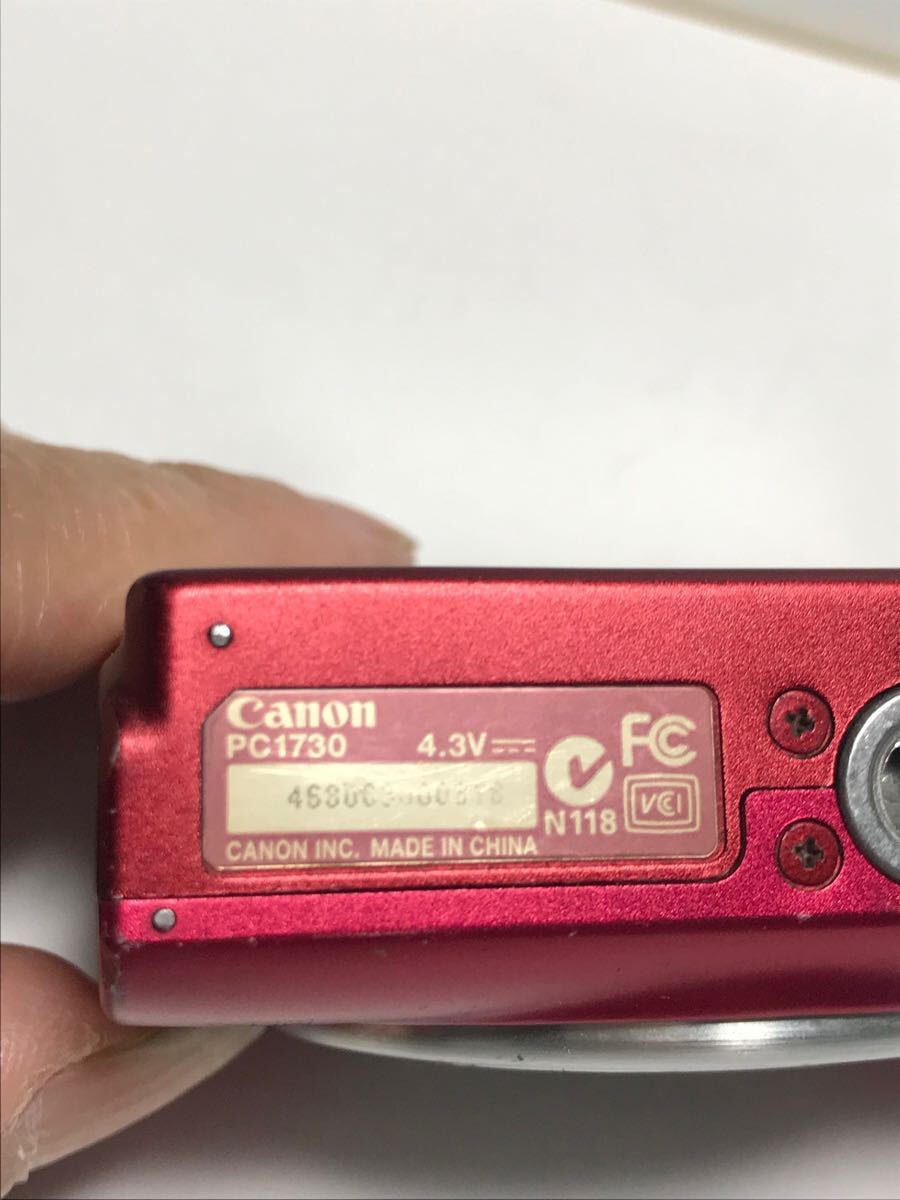 Canon
PC1730 4.3V
FC
N118
VCI
CANON INC. MADE IN CHINA